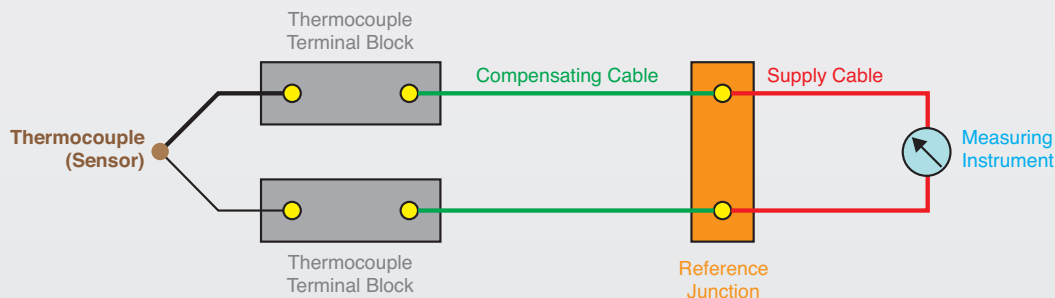 Thermocouple
Terminal Block
Compensating Cable
Supply Cable
Thermocouple
(Sensor)
Measuring
Instrument
Thermocouple
Terminal Block
Reference
Junction